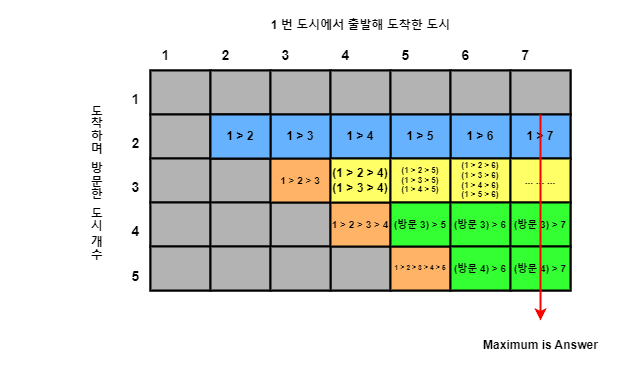 1 번 도시에서 출발해 도착한 도시
1 2 3 4 5 6 7
도착하며 방문한 도시 개수
1
2 1 > 2 1 > 3 1 > 4 1 > 5 1 > 6 1 > 7
3 1 > 2 > 3 (1 > 2 > 4) (1 > 2 > 5) (1 > 2 > 6) ... ... ...
(1 > 3 > 4) (1 > 3 > 5) (1 > 3 > 6)
(1 > 4 > 5) (1 > 4 > 6)
(1 > 5 > 6)
4 1 > 2 > 3 > 4 (방문 3) > 5 (방문 3) > 6 (방문 3) > 7
5 1 > 2 > 3 > 4 > 5 (방문 4) > 6 (방문 4) > 7
Maximum is Answer